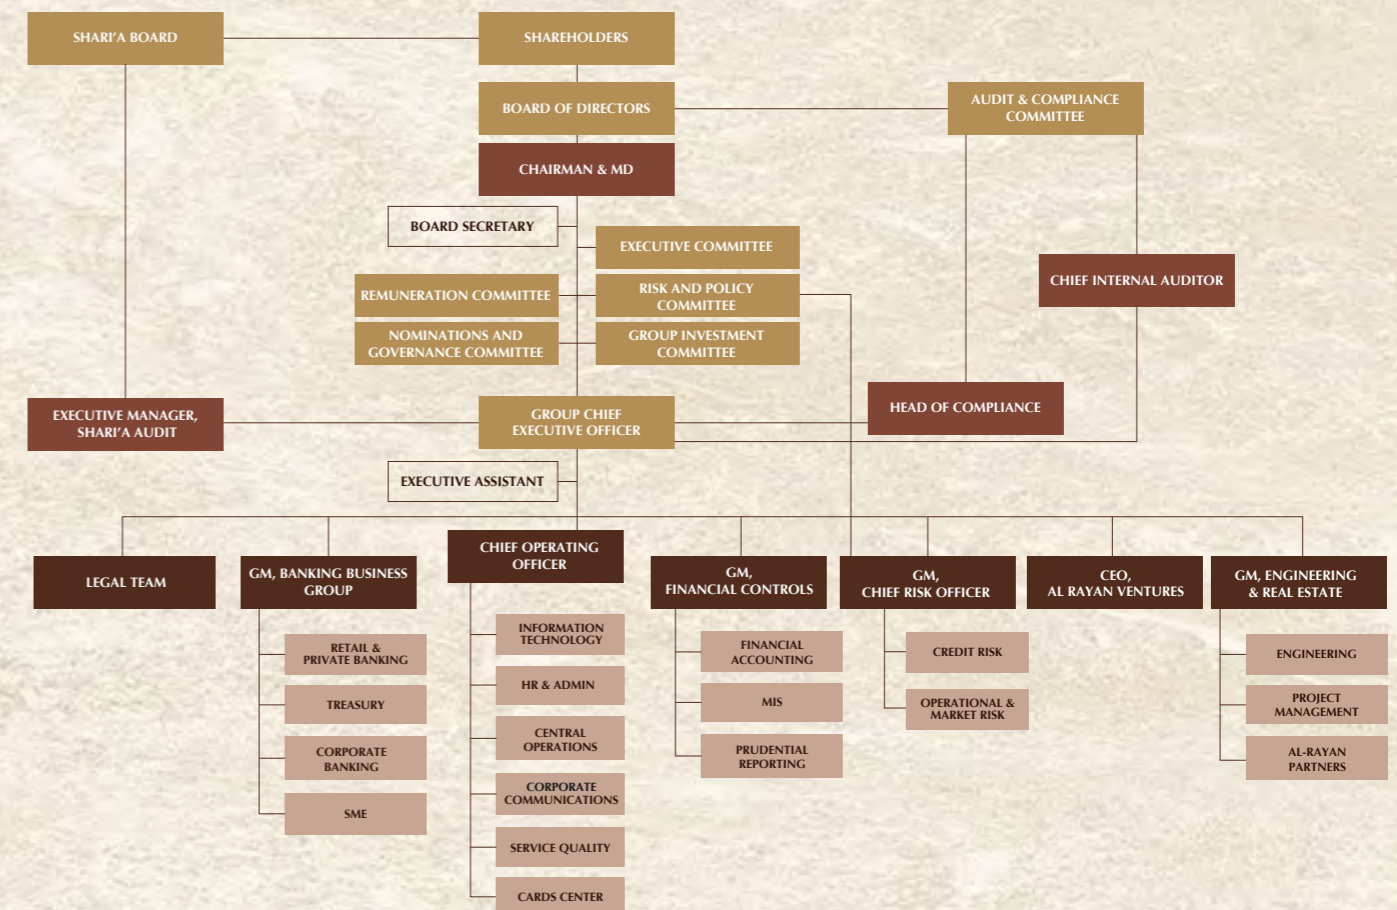 SHARI'A BOARD
SHAREHOLDERS
BOARD OF DIRECTORS
AUDIT & COMPLIANCE
COMMITTEE
CHAIRMAN & MD
BOARD SECRETARY
EXECUTIVE COMMITTEE
CHIEF INTERNAL AUDITOR
REMUNERATION COMMITTEE
RISK AND POLICY
COMMITTEE
NOMINATIONS AND
GOVERNANCE COMMITTEE
GROUP INVESTMENT
COMMITTEE
EXECUTIVE MANAGER,
SHARI'A AUDIT
GROUP CHIEF
EXECUTIVE OFFICER
HEAD OF COMPLIANCE
EXECUTIVE ASSISTANT
LEGAL TEAM
GM, BANKING BUSINESS
GROUP
RETAIL &
PRIVATE BANKING
TREASURY
CORPORATE
BANKING
SME
CHIEF OPERATING
OFFICER
INFORMATION
TECHNOLOGY
HR & ADMIN
CENTRAL
OPERATIONS
CORPORATE
COMMUNICATIONS
SERVICE QUALITY
CARDS CENTER
GM,
FINANCIAL CONTROLS
FINANCIAL
ACCOUNTING
MIS
PRUDENTIAL
REPORTING
GM,
CHIEF RISK OFFICER
CREDIT RISK
OPERATIONAL &
MARKET RISK
CEO,
AL RAYAN VENTURES
GM, ENGINEERING
& REAL ESTATE
ENGINEERING
PROJECT
MANAGEMENT
AL-RAYAN
PARTNERS